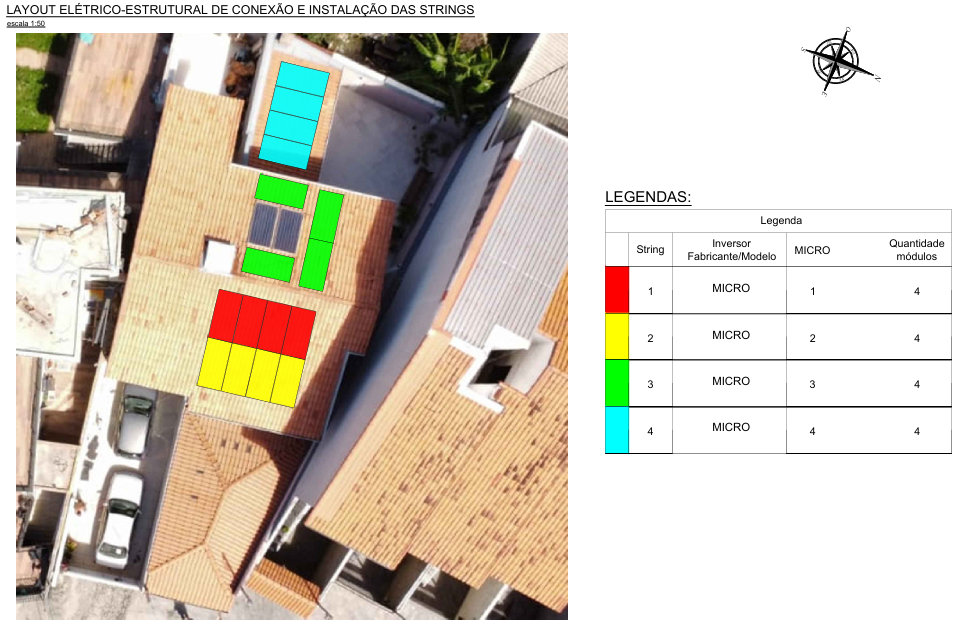 LAYOUT ELÉTRICO-ESTRUTURAL DE CONEXÃO E INSTALAÇÃO DAS STRINGS
escala 1:50
LEGENDAS:
Legenda
String
Inversor
Fabricante/Modelo
MICRO
Quantidade
módulos
1 MICRO 1 4
2 MICRO 2 4
3 MICRO 3 4
4 MICRO 4 4